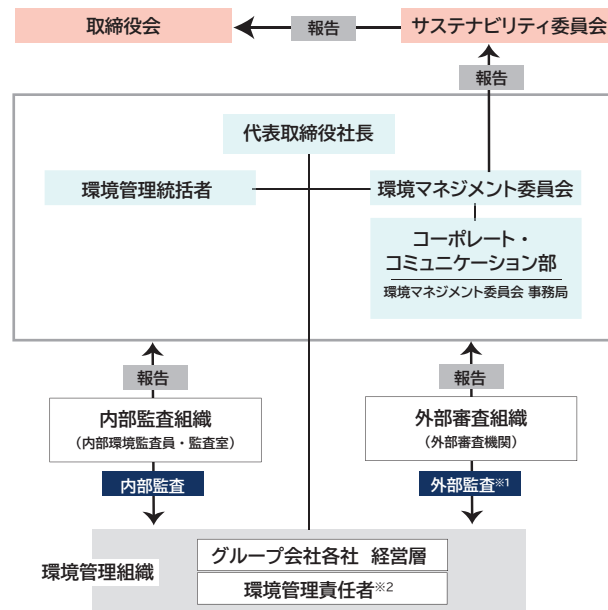 取締役会
報告
サステナビリティ委員会
報告
代表取締役社長
環境管理統括者
環境マネジメント委員会
コーポレート・
コミュニケーション部
環境マネジメント委員会 事務局
報告
報告
内部監査組織
（内部環境監査員・監査室）
外部審査組織
（外部審査機関）
内部監査
外部監査※1
環境管理組織
グループ会社各社 経営層
環境管理責任者※2